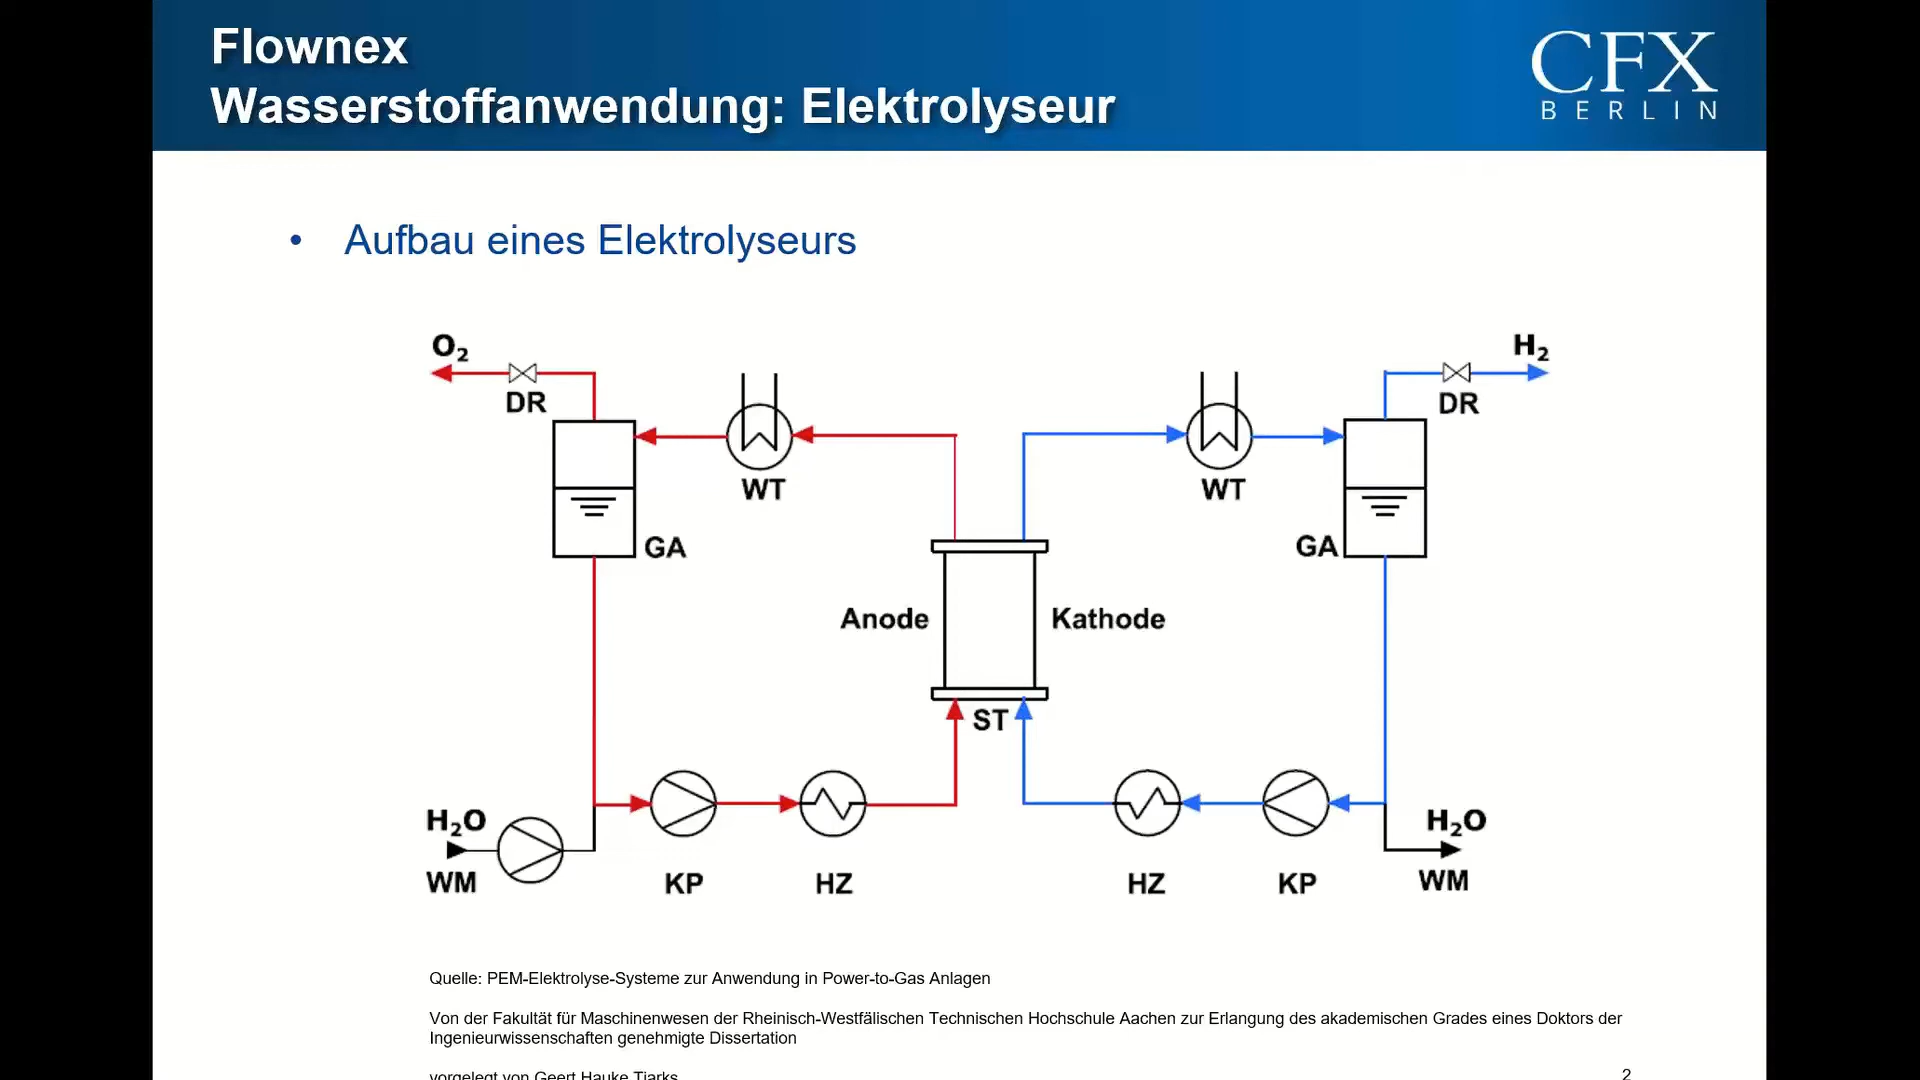 Flownex
Wasserstoffanwendung: Elektrolyseur
CFX
BERLIN
• Aufbau eines Elektrolyseurs
O₂
H₂
DR
DR
WT
WT
GA
GA
Anode
Kathode
ST
H₂O
H₂O
WM
KP
HZ
HZ
KP
WM
Quelle: PEM-Elektrolyse-Systeme zur Anwendung in Power-to-Gas Anlagen
Von der Fakultät für Maschinenwesen der Rheinisch-Westfälischen Technischen Hochschule Aachen zur Erlangung des akademischen Grades eines Doktors der
Ingenieurwissenschaften genehmigte Dissertation
vorgelegt von Geert Hauke Tjarks
2